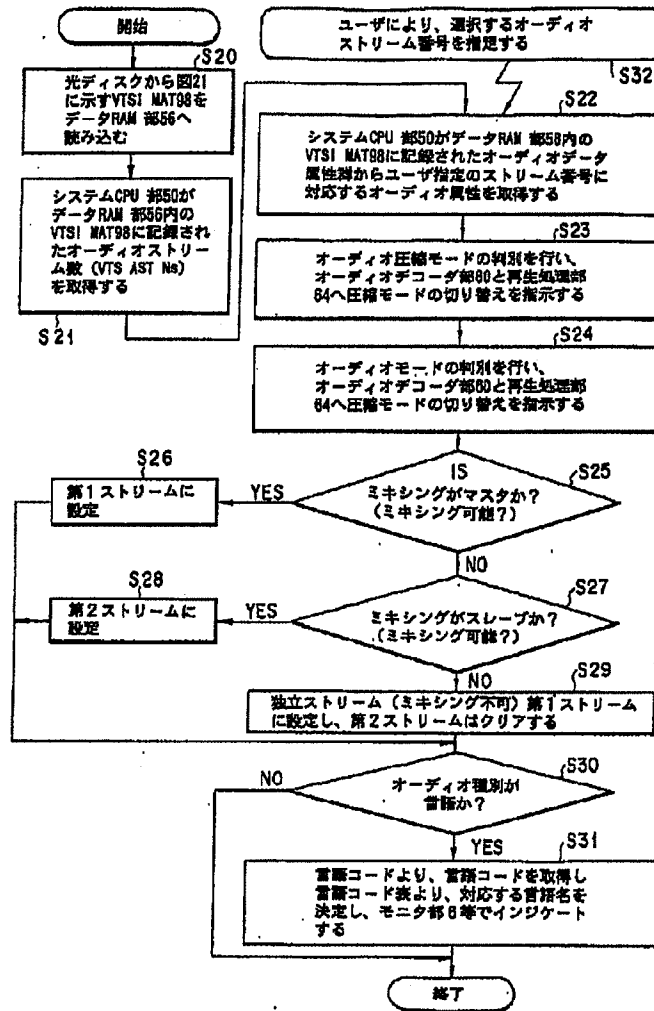 開始
S20
光ディスクから図21
に示すVTSI MAT98を
データRAM 部56へ
読み込む
システムCPU 部50が
データRAM 部56内の
VTSI MAT98に記録され
たオーディオストリー
ム数 (VTS AST Ns)
を取得する
S21
ユーザにより、選択するオーディオ
ストリーム番号を指定する
S32
S22
システムCPU 部50がデータRAM 部56内の
VTSI MAT98に記録されたオーディオデータ
属性群からユーザ指定のストリーム番号に
対応するオーディオ属性を取得する
S23
オーディオ圧縮モードの判別を行い、
オーディオデコーダ部60と再生処理部
64へ圧縮モードの切り替えを指示する
S24
オーディオモードの判別を行い、
オーディオデコーダ部60と再生処理部
64へ圧縮モードの切り替えを指示する
IS
S25
ミキシングがマスタか?
(ミキシング可能?)
YES
S26
第1ストリームに
設定
NO
S27
ミキシングがスレーブか?
(ミキシング可能?)
YES
S28
第2ストリームに
設定
NO
S29
独立ストリーム (ミキシング不可) 第1ストリーム
に設定し、第2ストリームはクリアする
S30
オーディオ種別が
言語か?
NO
YES
S31
言語コードより、言語コードを取得し
言語コード表より、対応する言語名を
決定し、モニタ部6等でインジケート
する
終了